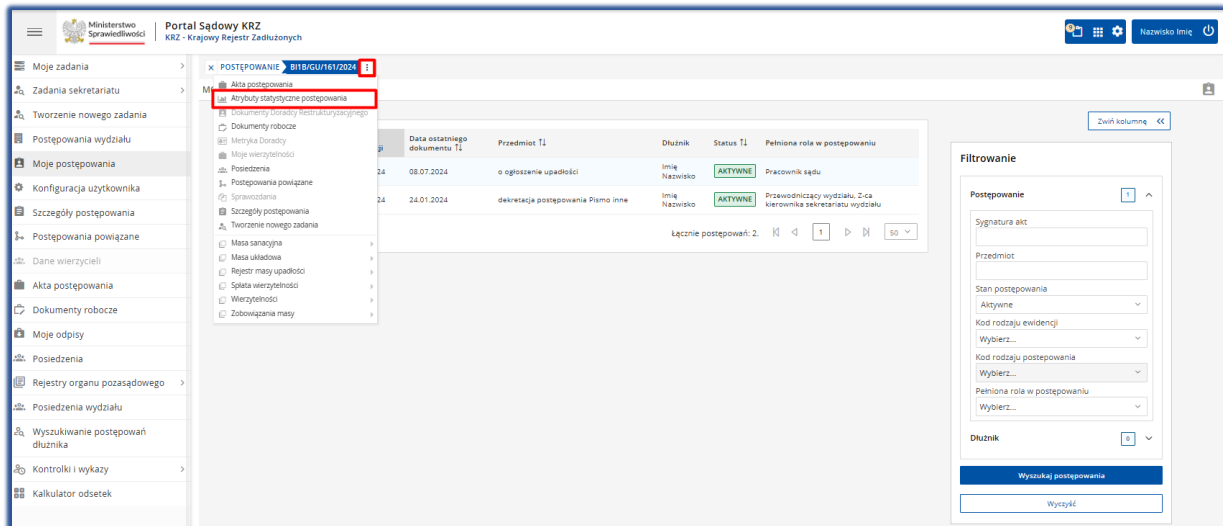 Ministerstwo
Sprawiedliwości
Portal Sądowy KRZ
KRZ - Krajowy Rejestr Zadłużonych
Nazwisko Imię
Moje zadania
Zadania sekretariatu
Tworzenie nowego zadania
Postępowania wydziału
Moje postępowania
Konfiguracja użytkownika
Szczegóły postępowania
Postępowania powiązane
Dane wierzycieli
Akta postępowania
Dokumenty robocze
Moje odpisy
Posiedzenia
Rejestry organu pozasądowego
Posiedzenia wydziału
Wyszukiwanie postępowań
dłużnika
Kontrolki i wykazy
Kalkulator odsetek
× POSTĘPOWANIE BI1B/GU/161/2024
Akta postępowania
Atrybuty statystyczne postępowania
Dokumenty Doradcy Restrukturyzacyjnego
Dokumenty robocze
Metryka Doradcy
Moje wierzytelności
Posiedzenia
Postępowania powiązane
Sprawozdania
Szczegóły postępowania
Tworzenie nowego zadania
Masa sanacyjna
Masa układowa
Rejestr masy upadłości
Spłata wierzytelności
Wierzytelności
Zobowiązania masy
Data ostatniego
dokumentu
Przedmiot
Dłużnik
Status
Pełniona rola w postępowaniu
24 08.07.2024 o ogłoszenie upadłości Imię
Nazwisko AKTYWNE Pracownik sądu
24 24.01.2024 dekretacja postępowania Pismo inne Imię
Nazwisko AKTYWNE Przewodniczący wydziału, Z-ca
kierownika sekretariatu wydziału
Łącznie postępowań: 2. 1 50
Zwiń kolumnę
Filtrowanie
Postępowanie 1
Sygnatura akt
Przedmiot
Stan postępowania
Aktywne
Kod rodzaju ewidencji
Wybierz...
Kod rodzaju postepowania
Wybierz...
Pełniona rola w postępowaniu
Wybierz...
Dłużnik 0
Wyszukaj postępowania
Wyczyść